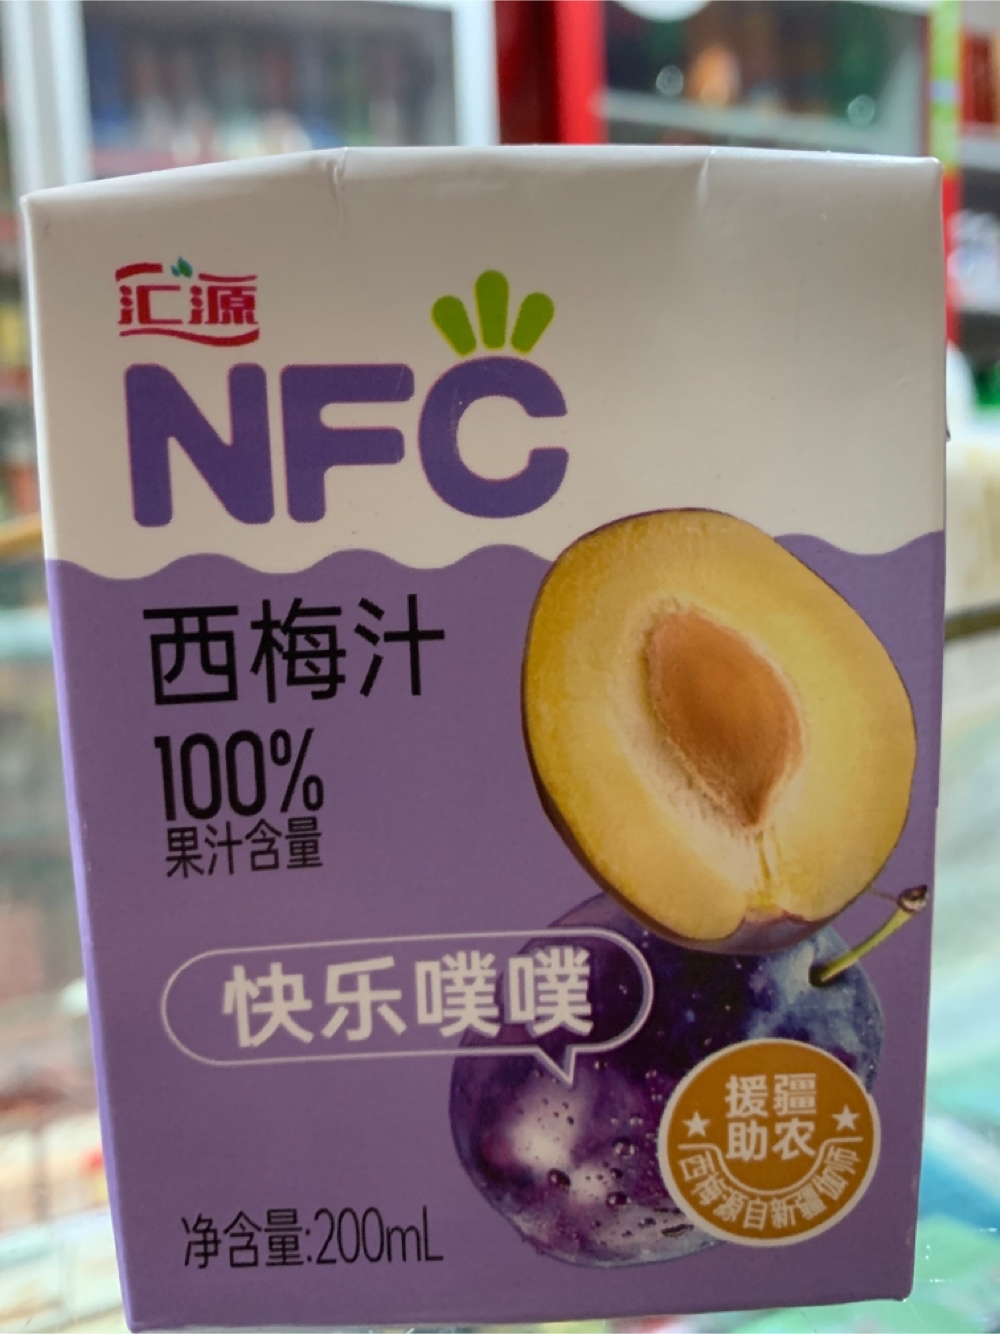 汇源
NFC
西梅汁
100%
果汁含量
快乐噗噗
援疆
助农
西梅源自新疆伽师
净含量:200mL